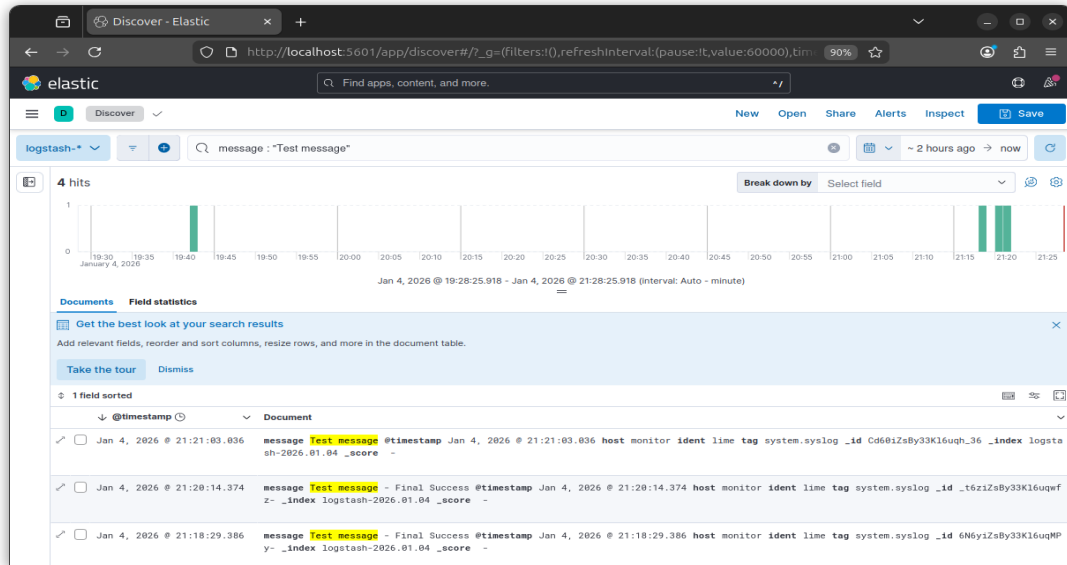 Discover - Elastic
http://localhost:5601/app/discover#/?_g=(filters:!(),refreshInterval:(pause:!t,value:60000),tim
90%
elastic
Find apps, content, and more.
^/
D
Discover
New Open Share Alerts Inspect Save
logstash-*
message : "Test message"
~ 2 hours ago → now
4 hits
Break down by Select field
1
0
19:30 19:35 19:40 19:45 19:50 19:55 20:00 20:05 20:10 20:15 20:20 20:25 20:30 20:35 20:40 20:45 20:50 20:55 21:00 21:05 21:10 21:15 21:20 21:25
January 4, 2026
Jan 4, 2026 @ 19:28:25.918 - Jan 4, 2026 @ 21:28:25.918 (interval: Auto - minute)
Documents Field statistics
Get the best look at your search results
Add relevant fields, reorder and sort columns, resize rows, and more in the document table.
Take the tour Dismiss
1 field sorted
@timestamp Document
Jan 4, 2026 @ 21:21:03.036 message Test message @timestamp Jan 4, 2026 @ 21:21:03.036 host monitor ident lime tag system.syslog _id Cd60iZsBy33Kl6uqh_36 _index logsta
sh-2026.01.04 _score -
Jan 4, 2026 @ 21:20:14.374 message Test message - Final Success @timestamp Jan 4, 2026 @ 21:20:14.374 host monitor ident lime tag system.syslog _id _t6ziZsBy33Kl6uqwf
z- _index logstash-2026.01.04 _score -
Jan 4, 2026 @ 21:18:29.386 message Test message - Final Success @timestamp Jan 4, 2026 @ 21:18:29.386 host monitor ident lime tag system.syslog _id 6N6yiZsBy33Kl6uqMP
y- _index logstash-2026.01.04 _score -